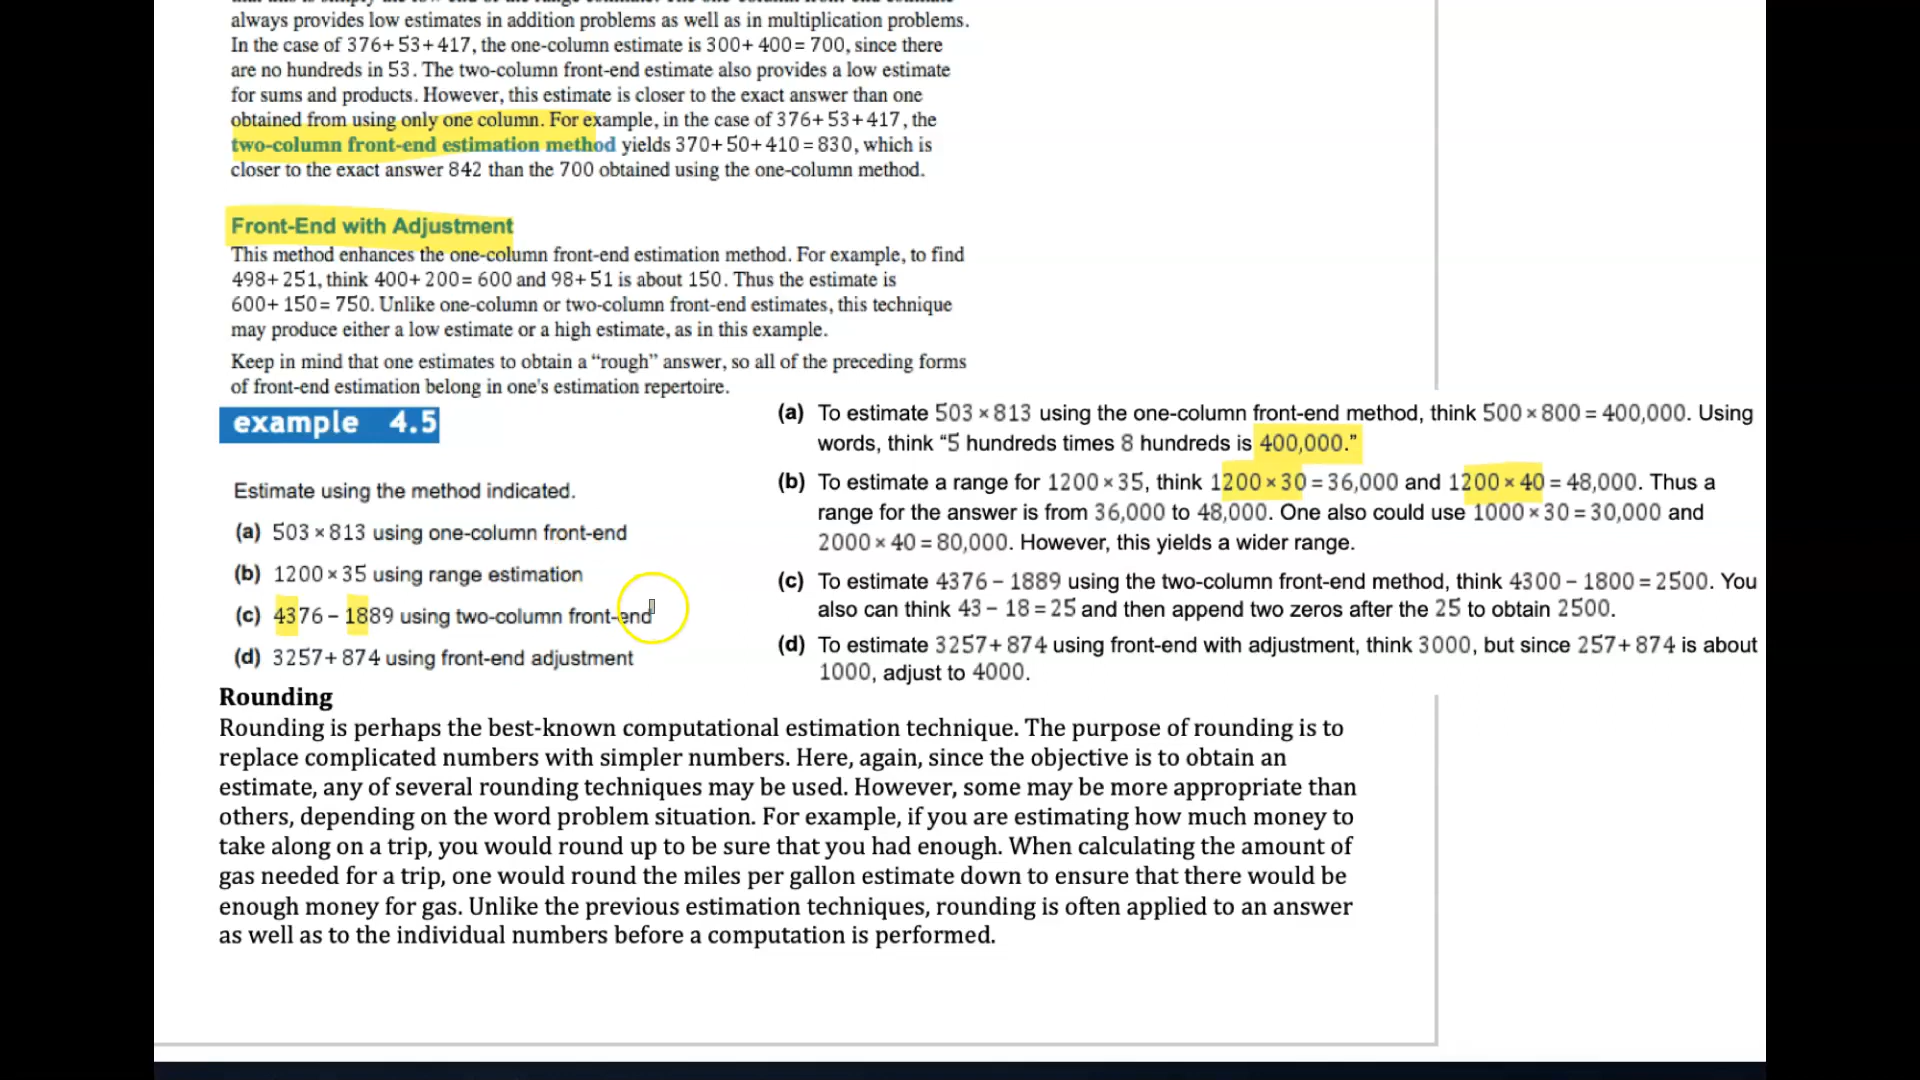 always provides low estimates in addition problems as well as in multiplication problems.
In the case of 376+53+417, the one-column estimate is 300+400=700, since there
are no hundreds in 53. The two-column front-end estimate also provides a low estimate
for sums and products. However, this estimate is closer to the exact answer than one
obtained from using only one column. For example, in the case of 376+53+417, the
two-column front-end estimation method yields 370+50+410=830, which is
closer to the exact answer 842 than the 700 obtained using the one-column method.
Front-End with Adjustment
This method enhances the one-column front-end estimation method. For example, to find
498+251, think 400+200=600 and 98+51 is about 150. Thus the estimate is
600+150=750. Unlike one-column or two-column front-end estimates, this technique
may produce either a low estimate or a high estimate, as in this example.
Keep in mind that one estimates to obtain a “rough” answer, so all of the preceding forms
of front-end estimation belong in one's estimation repertoire.
example 4.5
Estimate using the method indicated.
(a) 503×813 using one-column front-end
(b) 1200×35 using range estimation
(c) 4376−1889 using two-column front-end
(d) 3257+874 using front-end adjustment
(a) To estimate 503×813 using the one-column front-end method, think 500×800=400,000. Using
words, think “5 hundreds times 8 hundreds is 400,000.”
(b) To estimate a range for 1200×35, think 1200×30=36,000 and 1200×40=48,000. Thus a
range for the answer is from 36,000 to 48,000. One also could use 1000×30=30,000 and
2000×40=80,000. However, this yields a wider range.
(c) To estimate 4376−1889 using the two-column front-end method, think 4300−1800=2500. You
also can think 43−18=25 and then append two zeros after the 25 to obtain 2500.
(d) To estimate 3257+874 using front-end with adjustment, think 3000, but since 257+874 is about
1000, adjust to 4000.
Rounding
Rounding is perhaps the best-known computational estimation technique. The purpose of rounding is to
replace complicated numbers with simpler numbers. Here, again, since the objective is to obtain an
estimate, any of several rounding techniques may be used. However, some may be more appropriate than
others, depending on the word problem situation. For example, if you are estimating how much money to
take along on a trip, you would round up to be sure that you had enough. When calculating the amount of
gas needed for a trip, one would round the miles per gallon estimate down to ensure that there would be
enough money for gas. Unlike the previous estimation techniques, rounding is often applied to an answer
as well as to the individual numbers before a computation is performed.